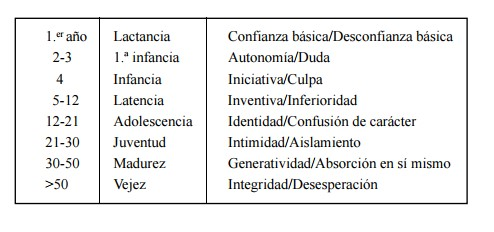 1.er año Lactancia Confianza básica/Desconfianza básica
2-3 1.ª infancia Autonomía/Duda
4 Infancia Iniciativa/Culpa
5-12 Latencia Inventiva/Inferioridad
12-21 Adolescencia Identidad/Confusión de carácter
21-30 Juventud Intimidad/Aislamiento
30-50 Madurez Generatividad/Absorción en sí mismo
>50 Vejez Integridad/Desesperación